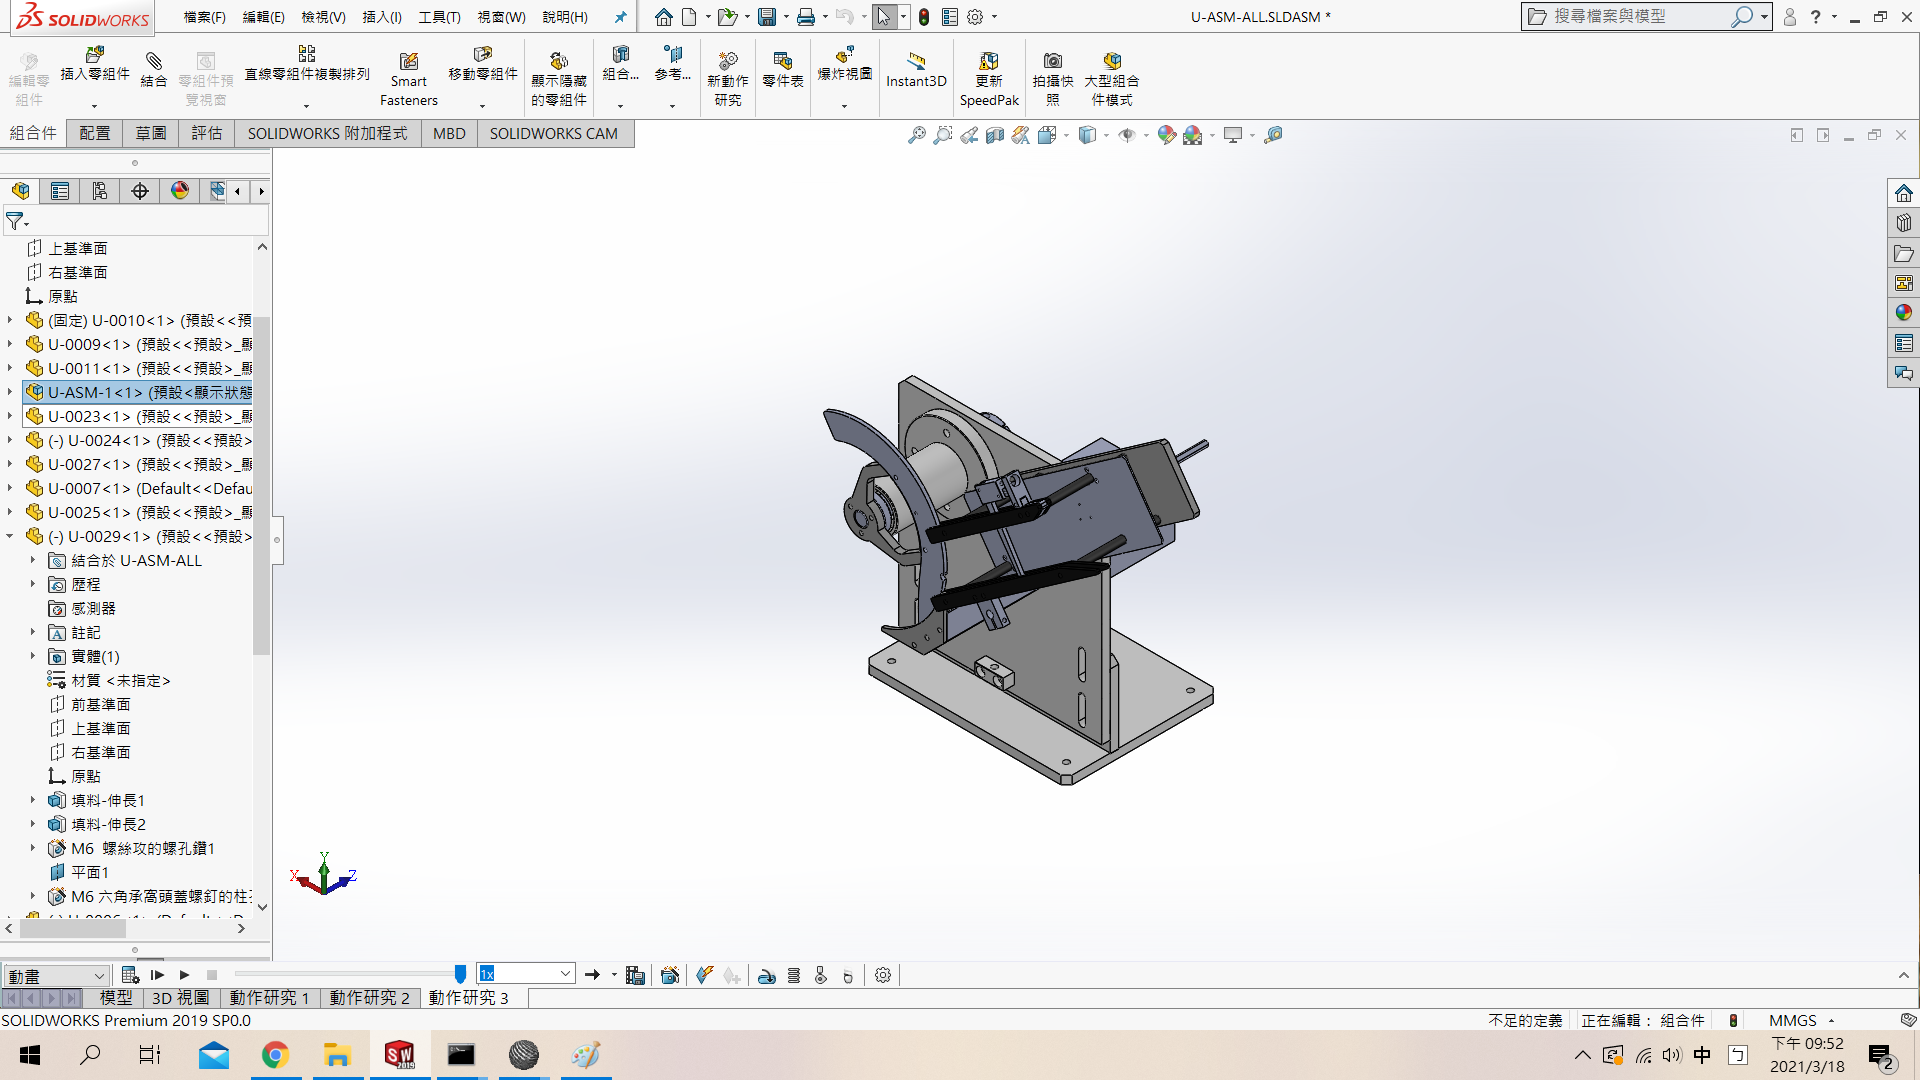 SOLIDWORKS
檔案(F) 編輯(E) 檢視(V) 插入(I) 工具(T) 視窗(W) 說明(H)
U-ASM-ALL.SLDASM *
搜尋檔案與模型
編輯零組件
插入零組件
結合
零組件預覽視窗
直線零組件複製排列
Smart Fasteners
移動零組件
顯示隱藏的零組件
組合...
參考...
新動作研究
零件表
爆炸視圖
Instant3D
更新 SpeedPak
拍攝快照
大型組合件模式
組合件 配置 草圖 評估 SOLIDWORKS 附加程式 MBD SOLIDWORKS CAM
上基準面
右基準面
原點
(固定) U-0010<1> (預設<<預
U-0009<1> (預設<<預設>_顯
U-0011<1> (預設<<預設>_顯
U-ASM-1<1> (預設<顯示狀態
U-0023<1> (預設<<預設>_顯
(-) U-0024<1> (預設<<預設>
U-0027<1> (預設<<預設>_顯
U-0007<1> (Default<<Defau
U-0025<1> (預設<<預設>_顯
(-) U-0029<1> (預設<<預設>
結合於 U-ASM-ALL
歷程
感測器
註記
實體(1)
材質 <未指定>
前基準面
上基準面
右基準面
原點
填料-伸長1
填料-伸長2
M6 螺絲攻的螺孔鑽1
平面1
M6 六角承窩頭蓋螺釘的柱
Y
X
Z
動畫
1x
模型 3D 視圖 動作研究 1 動作研究 2 動作研究 3
SOLIDWORKS Premium 2019 SP0.0
不足的定義 正在編輯： 組合件 MMGS
中
下午 09:52
2021/3/18
2